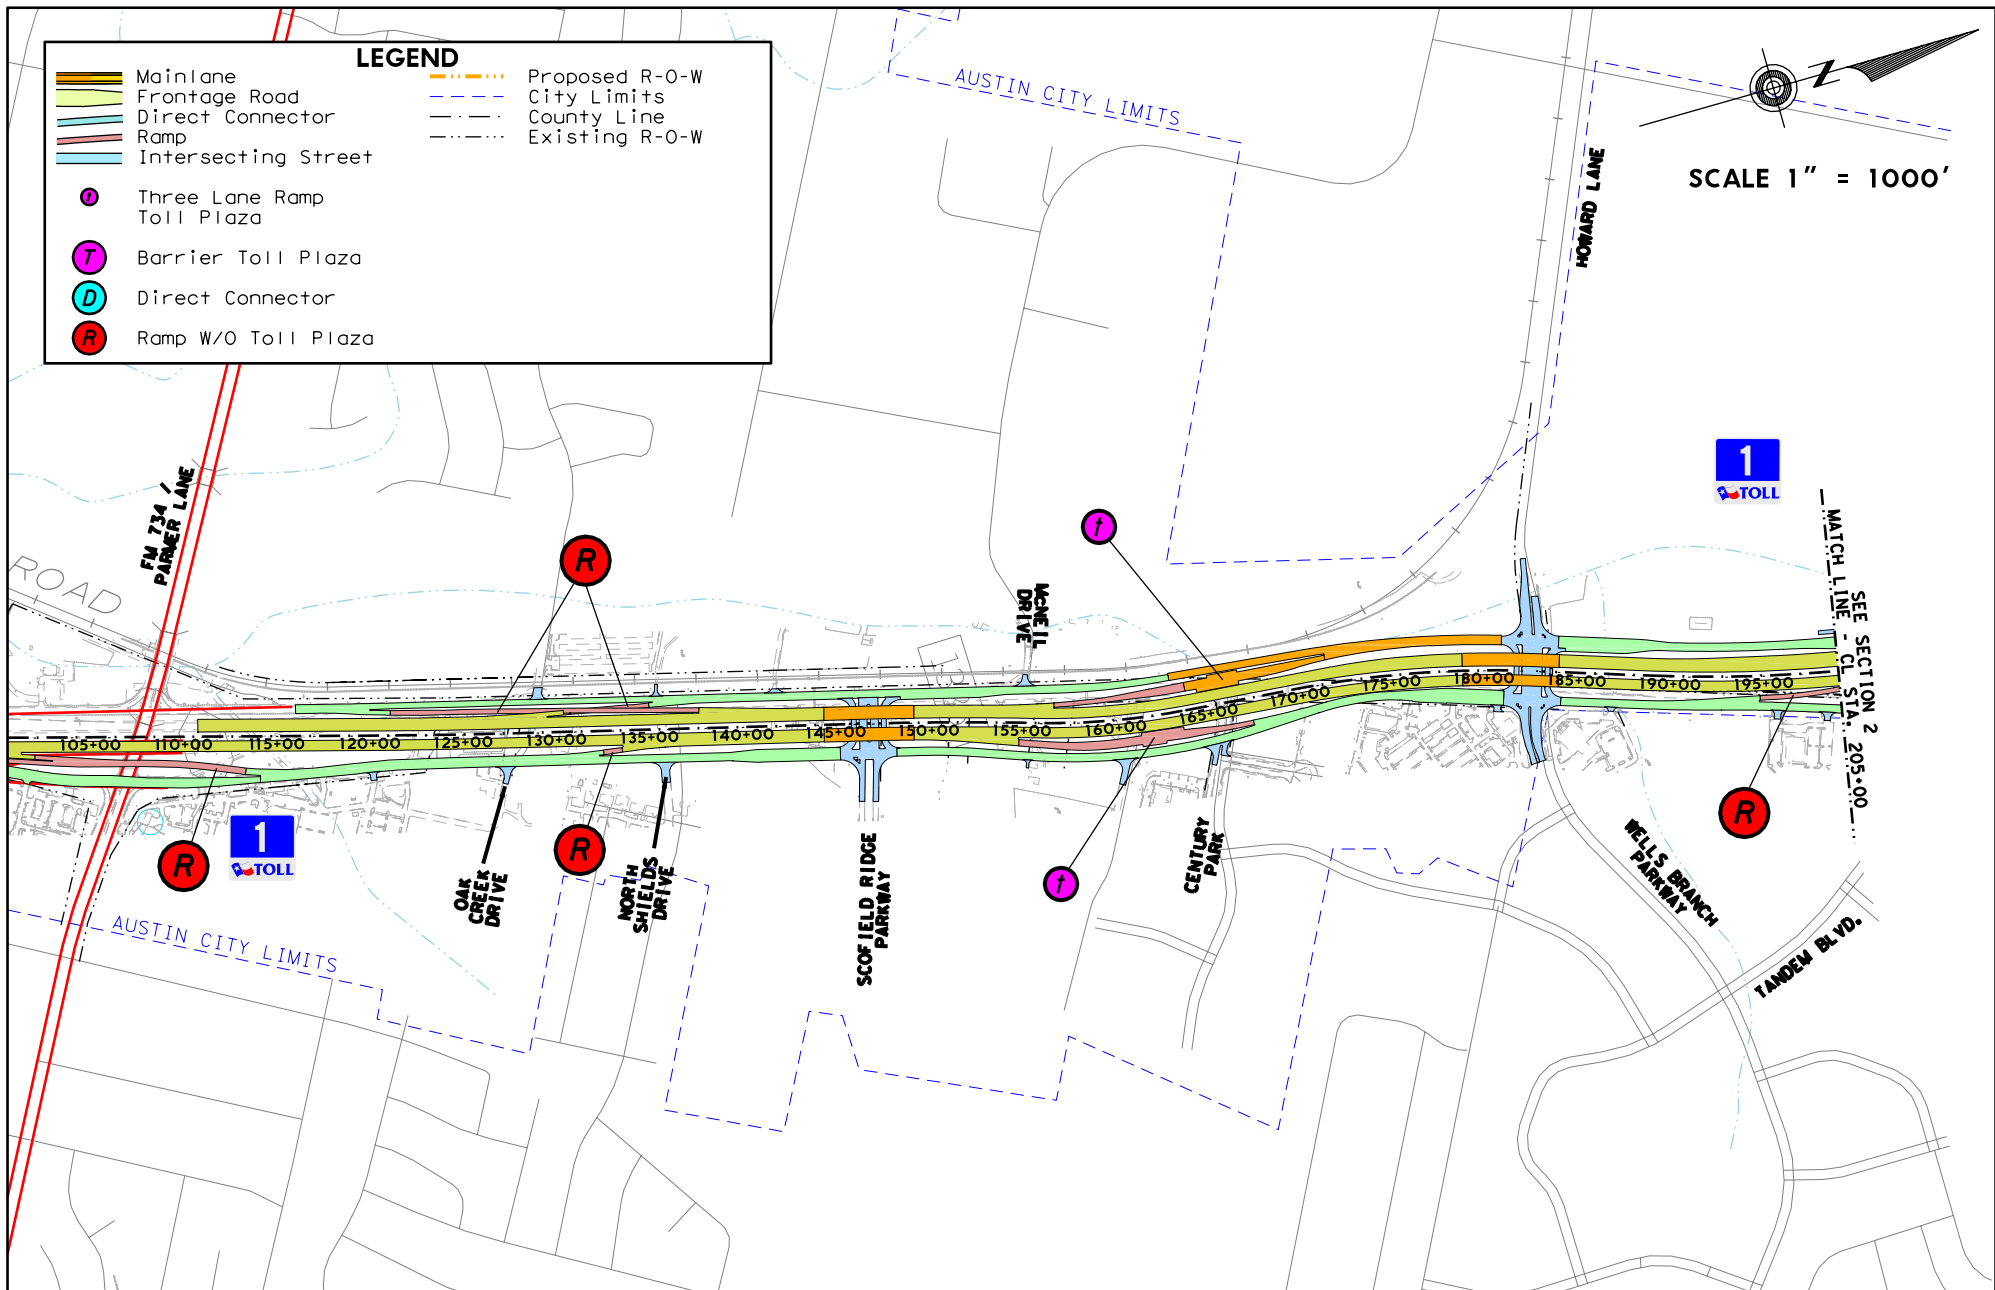 LEGEND
Mainlane
Frontage Road
Direct Connector
Ramp
Intersecting Street
Proposed R-O-W
City Limits
County Line
Existing R-O-W
t
Three Lane Ramp
Toll Plaza
T
Barrier Toll Plaza
D
Direct Connector
R
Ramp W/O Toll Plaza
AUSTIN CITY LIMITS
N
SCALE 1" = 1000'
HOWARD LANE
1
TOLL
FM 734 /
PARMER LANE
ROAD
R
t
MCNEIL
DRIVE
MATCH LINE - CL STA. 205+00
SEE SECTION 2
105+00
110+00
115+00
120+00
125+00
130+00
135+00
140+00
145+00
150+00
155+00
160+00
165+00
170+00
175+00
180+00
185+00
190+00
195+00
1
TOLL
R
R
t
R
OAK
CREEK
DRIVE
NORTH
SHIELDS
DRIVE
SCOFIELD RIDGE
PARKWAY
CENTURY
PARK
WELLS BRANCH
PARKWAY
TANDEM BLVD.
AUSTIN CITY LIMITS